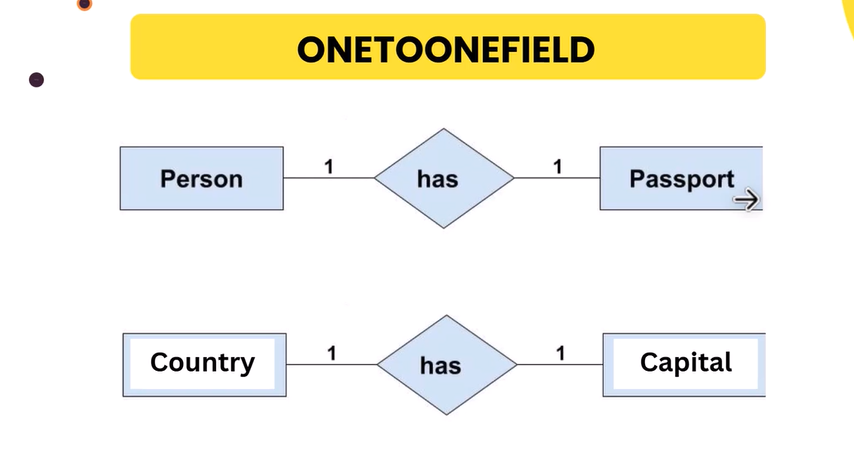 ONETOONEFIELD
Person 1 has 1 Passport
Country 1 has 1 Capital